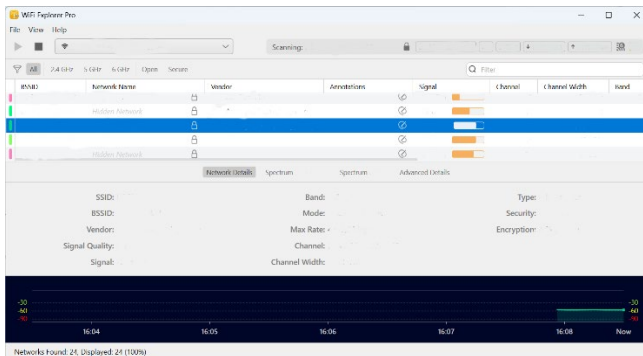 WiFi Explorer Pro
File View Help
Scanning:
All 2.4 GHz 5 GHz 6 GHz Open Secure Filter
BSSID Network Name Vendor Annotations Signal Channel Channel Width Band
Hidden Network
Hidden Network
Network Details Spectrum Spectrum Advanced Details
SSID: Band: Type:
BSSID: Mode: Security:
Vendor: Max Rate: Encryption:
Signal Quality: Channel:
Signal: Channel Width:
-30 -30
-60 -60
-90 -90
16:04 16:05 16:06 16:07 16:08 Now
Networks Found: 24, Displayed: 24 (100%)